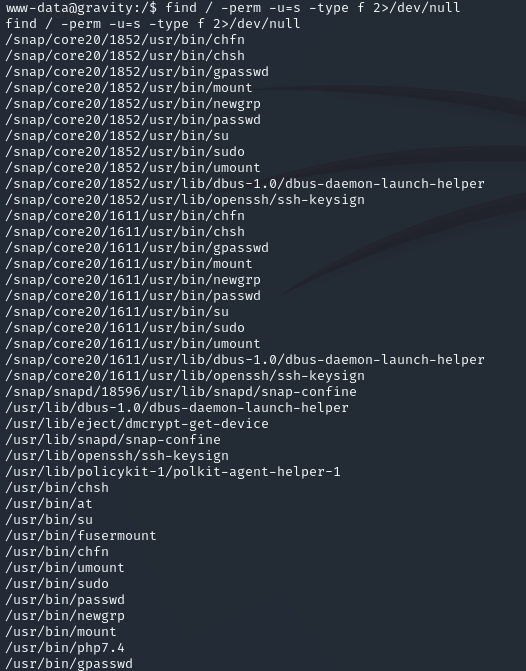 www-data@gravity:/$ find / -perm -u=s -type f 2>/dev/null
find / -perm -u=s -type f 2>/dev/null
/snap/core20/1852/usr/bin/chfn
/snap/core20/1852/usr/bin/chsh
/snap/core20/1852/usr/bin/gpasswd
/snap/core20/1852/usr/bin/mount
/snap/core20/1852/usr/bin/newgrp
/snap/core20/1852/usr/bin/passwd
/snap/core20/1852/usr/bin/su
/snap/core20/1852/usr/bin/sudo
/snap/core20/1852/usr/bin/umount
/snap/core20/1852/usr/lib/dbus-1.0/dbus-daemon-launch-helper
/snap/core20/1852/usr/lib/openssh/ssh-keysign
/snap/core20/1611/usr/bin/chfn
/snap/core20/1611/usr/bin/chsh
/snap/core20/1611/usr/bin/gpasswd
/snap/core20/1611/usr/bin/mount
/snap/core20/1611/usr/bin/newgrp
/snap/core20/1611/usr/bin/passwd
/snap/core20/1611/usr/bin/su
/snap/core20/1611/usr/bin/sudo
/snap/core20/1611/usr/bin/umount
/snap/core20/1611/usr/lib/dbus-1.0/dbus-daemon-launch-helper
/snap/core20/1611/usr/lib/openssh/ssh-keysign
/snap/snapd/18596/usr/lib/snapd/snap-confine
/usr/lib/dbus-1.0/dbus-daemon-launch-helper
/usr/lib/eject/dmcrypt-get-device
/usr/lib/snapd/snap-confine
/usr/lib/openssh/ssh-keysign
/usr/lib/policykit-1/polkit-agent-helper-1
/usr/bin/chsh
/usr/bin/at
/usr/bin/su
/usr/bin/fusermount
/usr/bin/chfn
/usr/bin/umount
/usr/bin/sudo
/usr/bin/passwd
/usr/bin/newgrp
/usr/bin/mount
/usr/bin/php7.4
/usr/bin/gpasswd